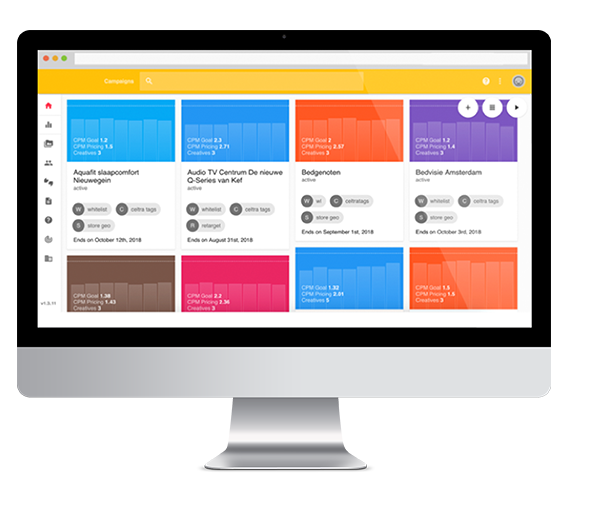 Campaigns
CPM Goal 1.2
CPM Pricing 1.5
Creatives 3
Aquafit slaapcomfort
Nieuwegein
active
W whitelist C celtra tags
S store geo
Ends on October 12th, 2018
CPM Goal 2.3
CPM Pricing 2.71
Creatives 3
Audio TV Centrum De nieuwe
Q-Series van Kef
active
W whitelist C celtra tags
R retarget
Ends on August 31st, 2018
CPM Goal 2
CPM Pricing 2.57
Creatives 3
Bedgenoten
active
W wl C celtratags
S store geo
Ends on September 1st, 2018
CPM Goal 1.2
CPM Pricing 1.4
Creatives 3
Bedvisie Amsterdam
active
W whitelist C celtra tags
S store geo
Ends on October 3rd, 2018
CPM Goal 1.38
CPM Pricing 1.43
Creatives 3
CPM Goal 2.2
CPM Pricing 2.36
Creatives 3
CPM Goal 1.32
CPM Pricing 2.01
Creatives 5
CPM Goal 1.5
CPM Pricing 1.5
Creatives 3
v1.3.11